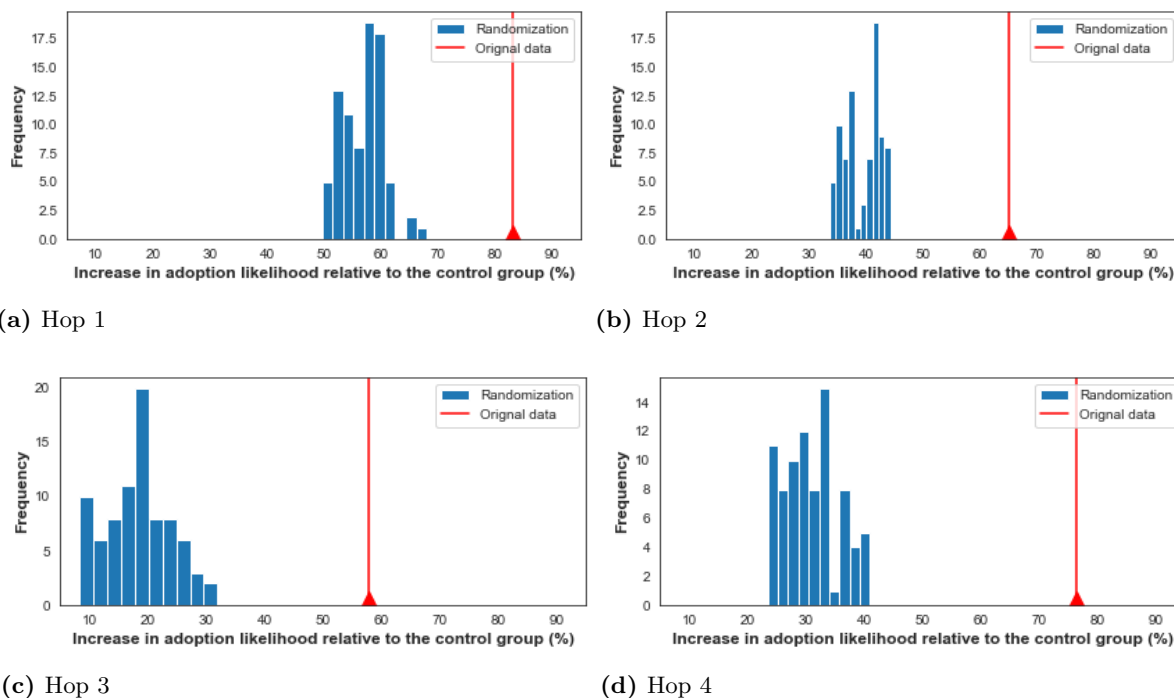 17.5
15.0
12.5
10.0
7.5
5.0
2.5
0.0
Frequency
Randomization
Orignal data
10 20 30 40 50 60 70 80 90
Increase in adoption likelihood relative to the control group (%)
(a) Hop 1
17.5
15.0
12.5
10.0
7.5
5.0
2.5
0.0
Frequency
Randomization
Orignal data
10 20 30 40 50 60 70 80 90
Increase in adoption likelihood relative to the control group (%)
(b) Hop 2
20
15
10
5
0
Frequency
Randomization
Orignal data
10 20 30 40 50 60 70 80 90
Increase in adoption likelihood relative to the control group (%)
(c) Hop 3
14
12
10
8
6
4
2
0
Frequency
Randomization
Orignal data
10 20 30 40 50 60 70 80 90
Increase in adoption likelihood relative to the control group (%)
(d) Hop 4